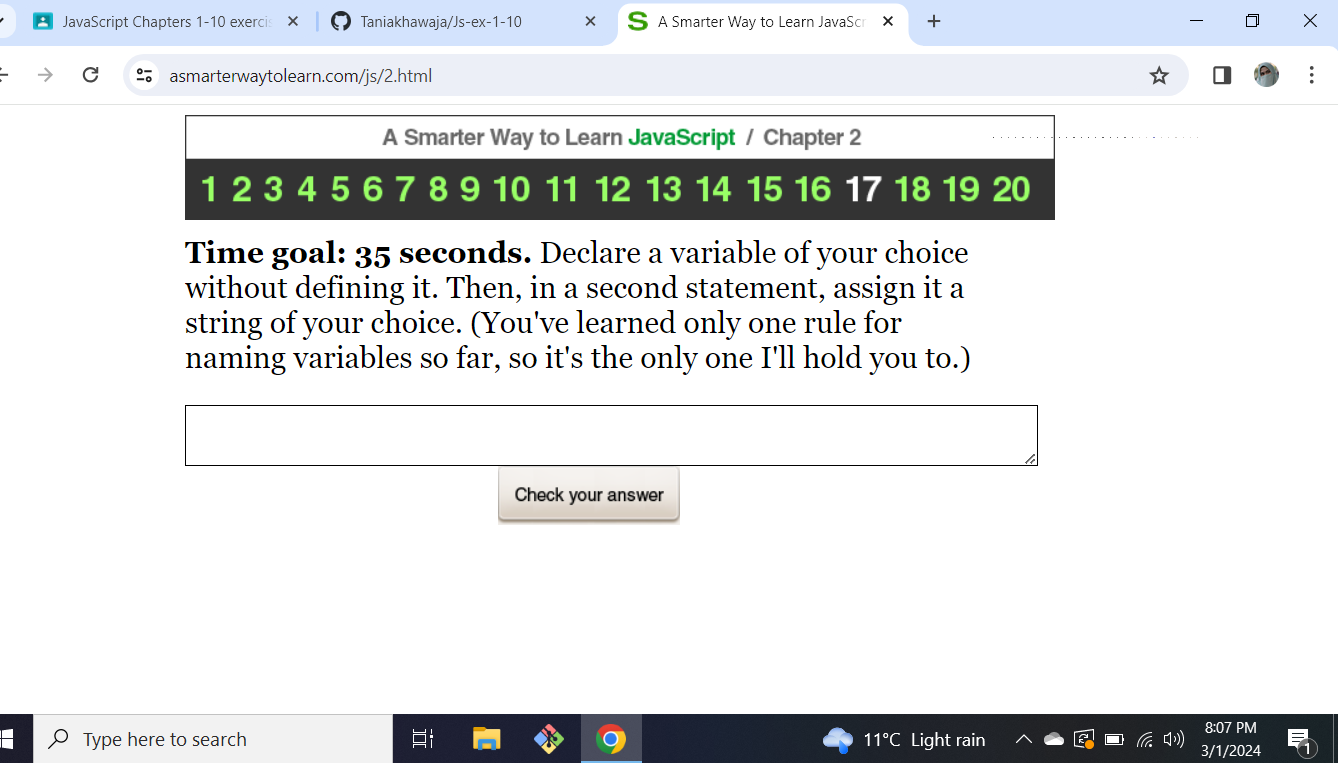 JavaScript Chapters 1-10 exerci
Taniakhawaja/Js-ex-1-10
A Smarter Way to Learn JavaScr
asmarterwaytolearn.com/js/2.html
A Smarter Way to Learn JavaScript / Chapter 2
1 2 3 4 5 6 7 8 9 10 11 12 13 14 15 16 17 18 19 20
Time goal: 35 seconds. Declare a variable of your choice
without defining it. Then, in a second statement, assign it a
string of your choice. (You've learned only one rule for
naming variables so far, so it's the only one I'll hold you to.)
Check your answer
Type here to search
11°C Light rain
8:07 PM
3/1/2024
1